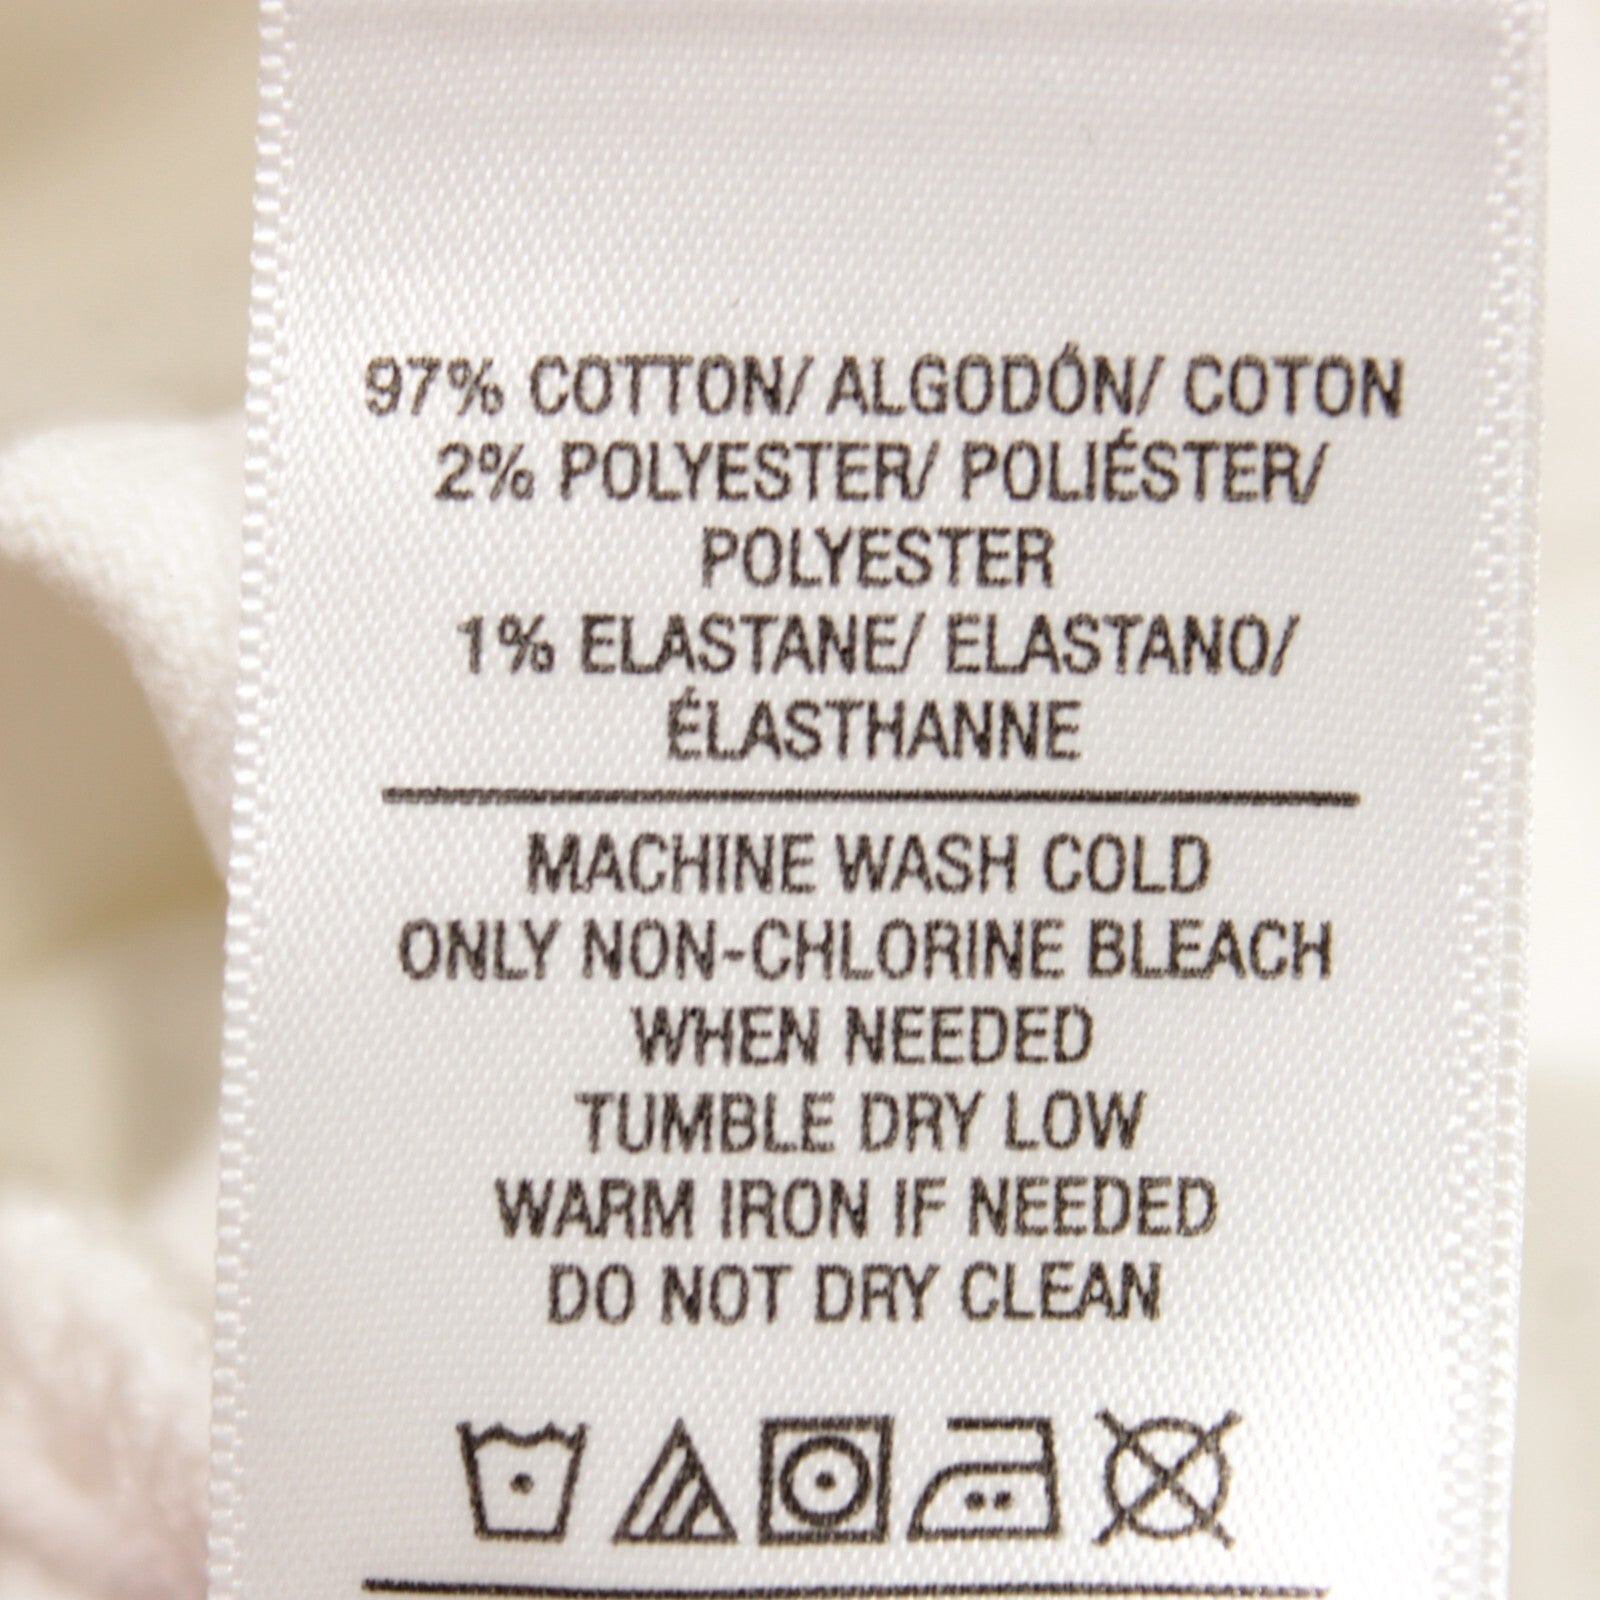 97% COTTON/ ALGODÓN/ COTON
2% POLYESTER/ POLIÉSTER/
POLYESTER
1% ELASTANE/ ELASTANO/
ÉLASTHANNE
MACHINE WASH COLD
ONLY NON-CHLORINE BLEACH
WHEN NEEDED
TUMBLE DRY LOW
WARM IRON IF NEEDED
DO NOT DRY CLEAN